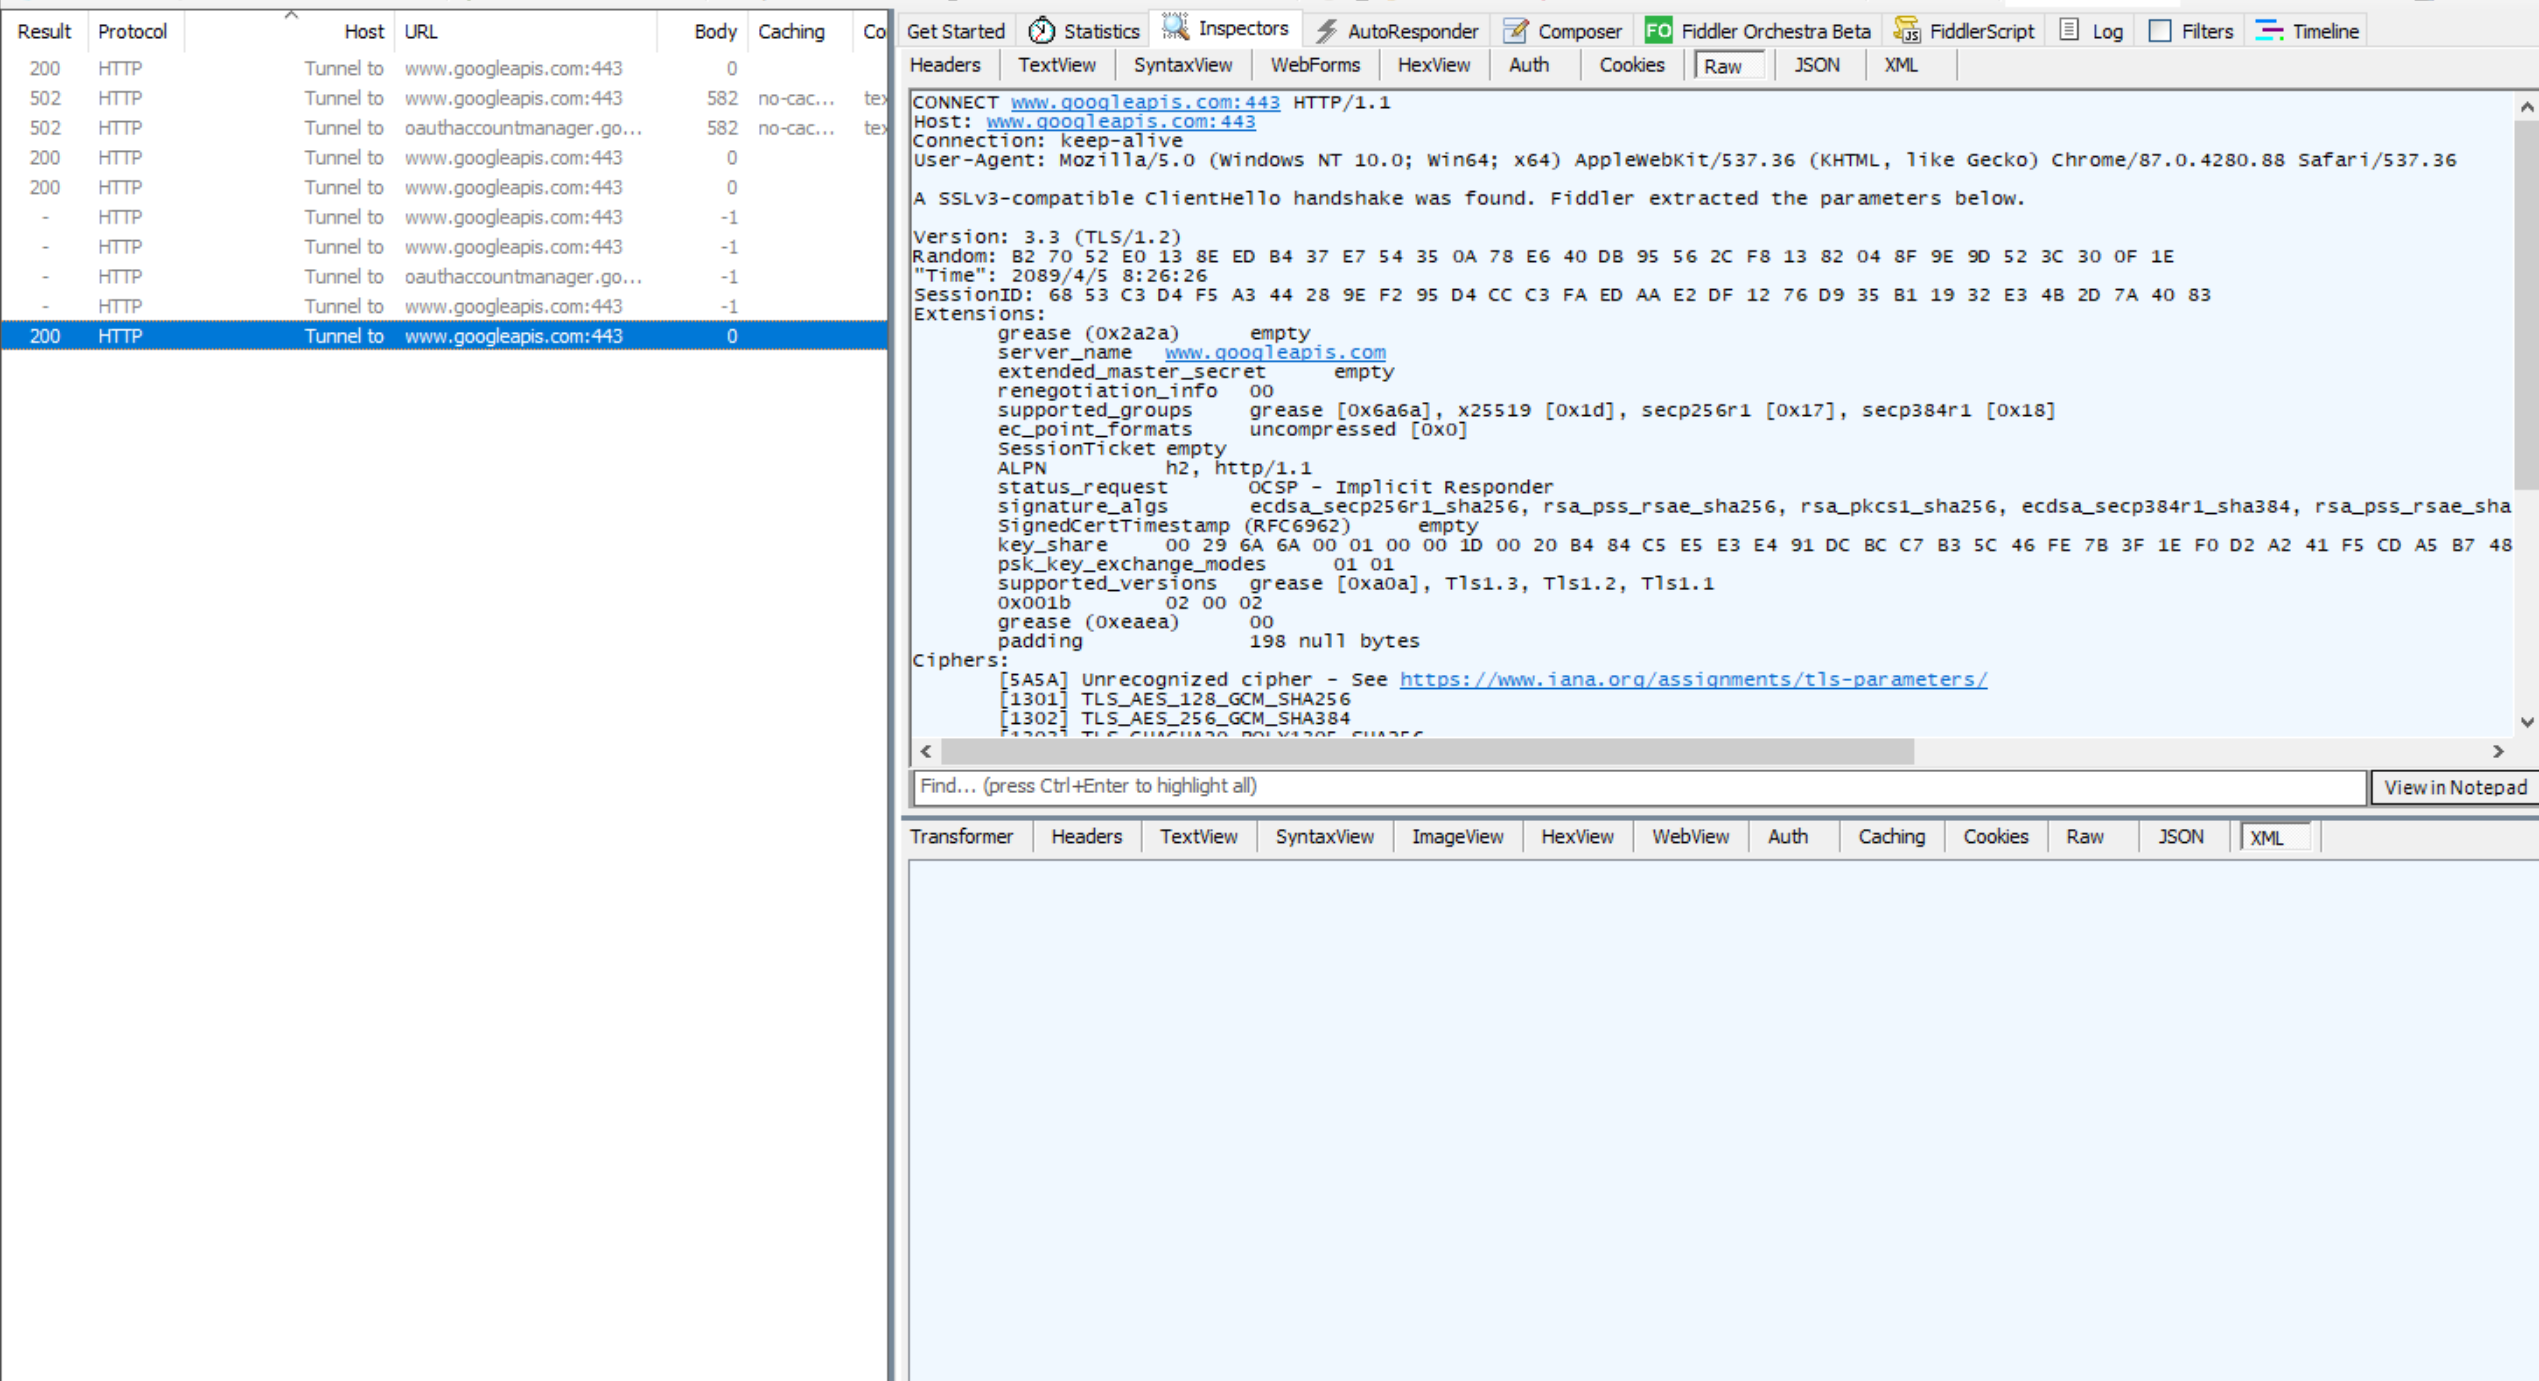 Result Protocol Host URL Body Caching Co
200 HTTP Tunnel to www.googleapis.com:443 0
502 HTTP Tunnel to www.googleapis.com:443 582 no-cac... tex
502 HTTP Tunnel to oauthaccountmanager.go... 582 no-cac... tex
200 HTTP Tunnel to www.googleapis.com:443 0
200 HTTP Tunnel to www.googleapis.com:443 0
- HTTP Tunnel to www.googleapis.com:443 -1
- HTTP Tunnel to www.googleapis.com:443 -1
- HTTP Tunnel to oauthaccountmanager.go... -1
- HTTP Tunnel to www.googleapis.com:443 -1
200 HTTP Tunnel to www.googleapis.com:443 0
Get Started Statistics Inspectors AutoResponder Composer FO Fiddler Orchestra Beta JS FiddlerScript Log Filters Timeline
Headers TextView SyntaxView WebForms HexView Auth Cookies Raw JSON XML
CONNECT www.googleapis.com:443 HTTP/1.1
Host: www.googleapis.com:443
Connection: keep-alive
User-Agent: Mozilla/5.0 (Windows NT 10.0; Win64; x64) AppleWebKit/537.36 (KHTML, like Gecko) Chrome/87.0.4280.88 Safari/537.36
A SSLv3-compatible ClientHello handshake was found. Fiddler extracted the parameters below.
Version: 3.3 (TLS/1.2)
Random: B2 70 52 E0 13 8E ED B4 37 E7 54 35 0A 78 E6 40 DB 95 56 2C F8 13 82 04 8F 9E 9D 52 3C 30 0F 1E
"Time": 2089/4/5 8:26:26
SessionID: 68 53 C3 D4 F5 A3 44 28 9E F2 95 D4 CC C3 FA ED AA E2 DF 12 76 D9 35 B1 19 32 E3 4B 2D 7A 40 83
Extensions:
grease (0x2a2a) empty
server_name www.googleapis.com
extended_master_secret empty
renegotiation_info 00
supported_groups grease [0x6a6a], x25519 [0x1d], secp256r1 [0x17], secp384r1 [0x18]
ec_point_formats uncompressed [0x0]
SessionTicket empty
ALPN h2, http/1.1
status_request OCSP - Implicit Responder
signature_algs ecdsa_secp256r1_sha256, rsa_pss_rsae_sha256, rsa_pkcs1_sha256, ecdsa_secp384r1_sha384, rsa_pss_rsae_sha
SignedCertTimestamp (RFC6962) empty
key_share 00 29 6A 6A 00 01 00 00 1D 00 20 B4 84 C5 E5 E3 E4 91 DC BC C7 B3 5C 46 FE 7B 3F 1E F0 D2 A2 41 F5 CD A5 B7 48
psk_key_exchange_modes 01 01
supported_versions grease [0xa0a], Tls1.3, Tls1.2, Tls1.1
0x001b 02 00 02
grease (0xeaea) 00
padding 198 null bytes
Ciphers:
[5A5A] Unrecognized cipher - See https://www.iana.org/assignments/tls-parameters/
[1301] TLS_AES_128_GCM_SHA256
[1302] TLS_AES_256_GCM_SHA384
[1303] TLS_CHACHA20_POLY1305_SHA256
Find... (press Ctrl+Enter to highlight all) View in Notepad
Transformer Headers TextView SyntaxView ImageView HexView WebView Auth Caching Cookies Raw JSON XML